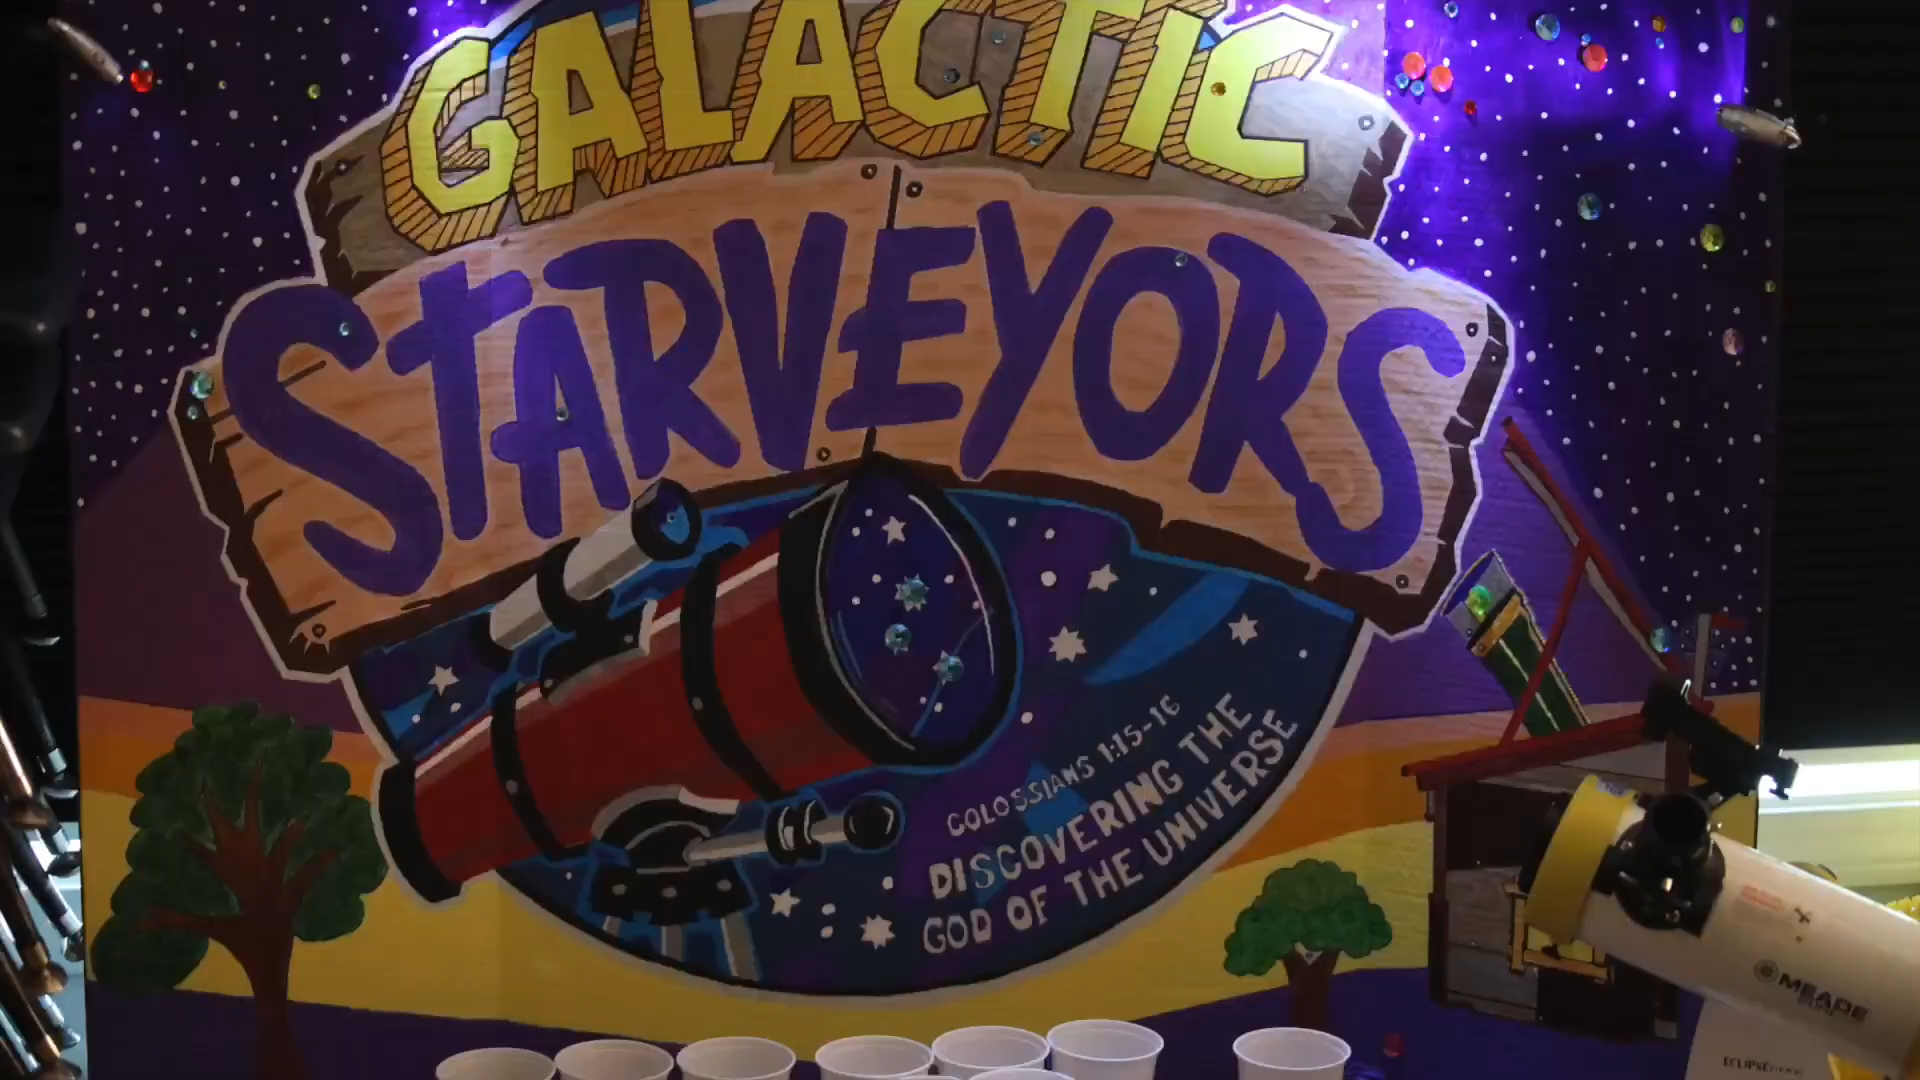 GALACTIC
STARVEYORS
COLOSSIANS 1:15-16
DISCOVERING THE
GOD OF THE UNIVERSE
MEADE